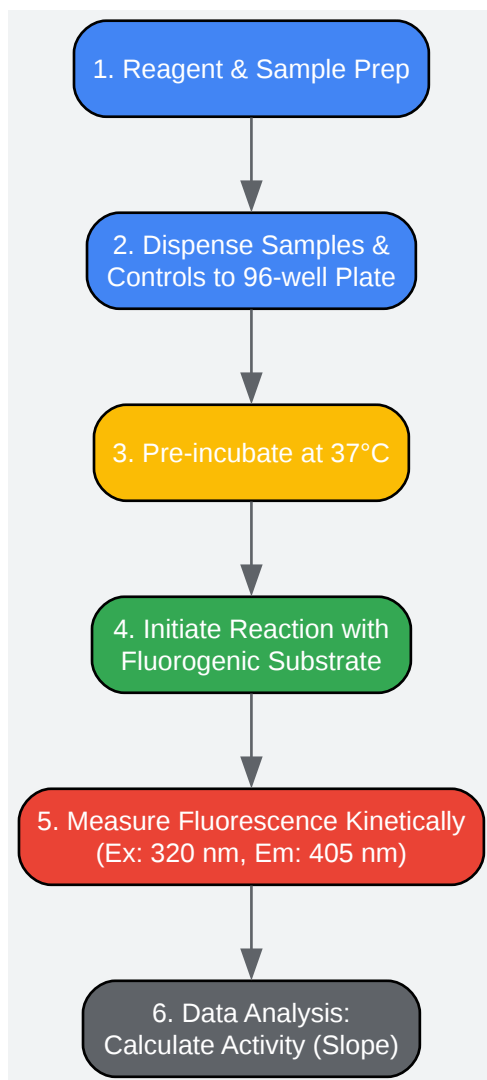 1. Reagent & Sample Prep
2. Dispense Samples &
Controls to 96-well Plate
3. Pre-incubate at 37°C
4. Initiate Reaction with
Fluorogenic Substrate
5. Measure Fluorescence Kinetically
(Ex: 320 nm, Em: 405 nm)
6. Data Analysis:
Calculate Activity (Slope)